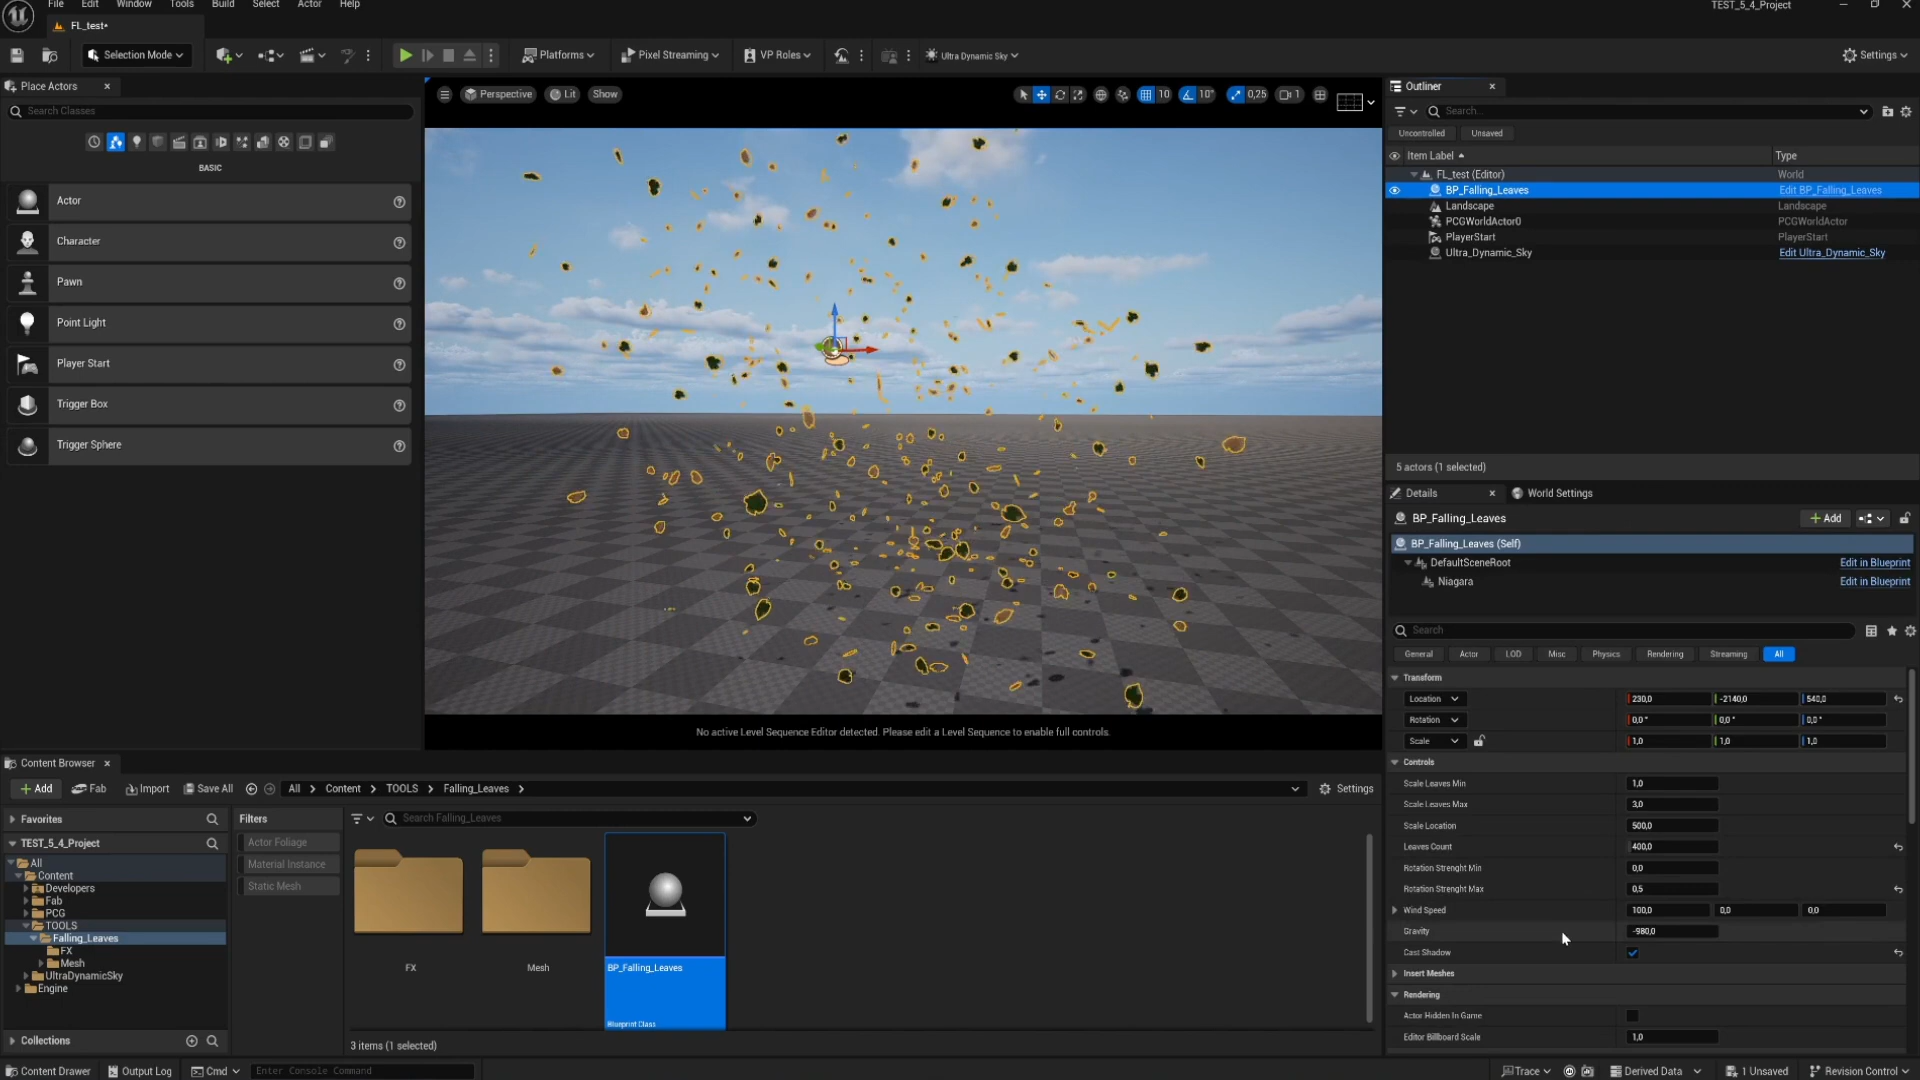 File Edit Window Tools Build Select Actor Help
TEST_5_4_Project
FL_test•
Selection Mode
Platforms
Pixel Streaming
VP Roles
Ultra Dynamic Sky
Settings
Place Actors
Search Classes
BASIC
Actor
Character
Pawn
Point Light
Player Start
Trigger Box
Trigger Sphere
Perspective
Lit
Show
10
10°
0,25
1
No active Level Sequence Editor detected. Please edit a Level Sequence to enable full controls.
Outliner
Search...
Uncontrolled
Unsaved
Item Label
Type
FL_test (Editor)
World
BP_Falling_Leaves
Edit BP_Falling_Leaves
Landscape
Landscape
PCGWorldActor0
PCGWorldActor
PlayerStart
PlayerStart
Ultra_Dynamic_Sky
Edit Ultra_Dynamic_Sky
5 actors (1 selected)
Details
World Settings
BP_Falling_Leaves
+ Add
BP_Falling_Leaves (Self)
DefaultSceneRoot
Edit in Blueprint
Niagara
Edit in Blueprint
Search
General
Actor
LOD
Misc
Physics
Rendering
Streaming
All
Transform
Location
230,0
-2140,0
540,0
Rotation
0,0 °
0,0 °
0,0 °
Scale
1,0
1,0
1,0
Controls
Scale Leaves Min
1,0
Scale Leaves Max
3,0
Scale Location
500,0
Leaves Count
400,0
Rotation Strenght Min
0,0
Rotation Strenght Max
0,5
Wind Speed
100,0
0,0
0,0
Gravity
-980,0
Cast Shadow
Insert Meshes
Rendering
Actor Hidden In Game
Editor Billboard Scale
1,0
Content Browser
+ Add
Fab
Import
Save All
All
Content
TOOLS
Falling_Leaves
Settings
Favorites
TEST_5_4_Project
All
Content
Developers
Fab
PCG
TOOLS
Falling_Leaves
FX
Mesh
UltraDynamicSky
Engine
Collections
Filters
Actor Foliage
Material Instance
Static Mesh
Search Falling_Leaves
FX
Mesh
BP_Falling_Leaves
Blueprint Class
3 items (1 selected)
Content Drawer
Output Log
Cmd
Enter Console Command
Trace
Derived Data
1 Unsaved
Revision Control